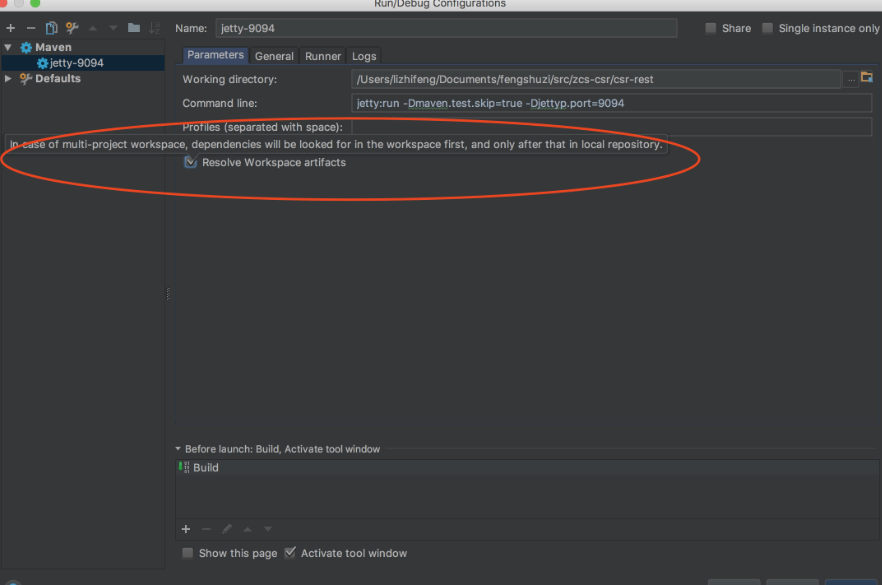 Run/Debug Configurations
Name: jetty-9094 Share Single instance only
Maven
jetty-9094
Defaults
Parameters General Runner Logs
Working directory: /Users/lizhifeng/Documents/fengshuzi/src/zcs-csr/csr-rest ...
Command line: jetty:run -Dmaven.test.skip=true -Djettyp.port=9094
Profiles (separated with space):
In case of multi-project workspace, dependencies will be looked for in the workspace first, and only after that in local repository.
Resolve Workspace artifacts
Before launch: Build, Activate tool window
Build
Show this page Activate tool window